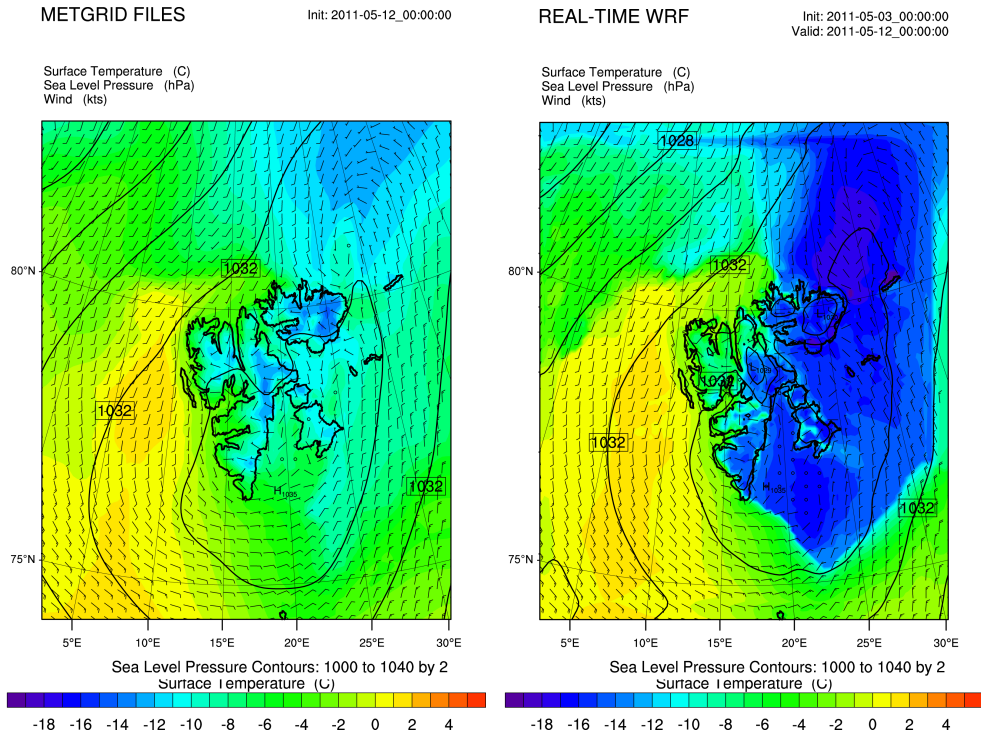 METGRID FILES
Init: 2011-05-12_00:00:00
Surface Temperature (C)
Sea Level Pressure (hPa)
Wind (kts)
1032
80°N
1032
1032
H1035
75°N
5°E 10°E 15°E 20°E 25°E 30°E
Sea Level Pressure Contours: 1000 to 1040 by 2
Surface Temperature (C)
-18 -16 -14 -12 -10 -8 -6 -4 -2 0 2 4
REAL-TIME WRF
Init: 2011-05-03_00:00:00
Valid: 2011-05-12_00:00:00
Surface Temperature (C)
Sea Level Pressure (hPa)
Wind (kts)
1028
1032
80°N
1032
1032
1032
75°N
5°E 10°E 15°E 20°E 25°E 30°E
Sea Level Pressure Contours: 1000 to 1040 by 2
Surface Temperature (C)
-18 -16 -14 -12 -10 -8 -6 -4 -2 0 2 4